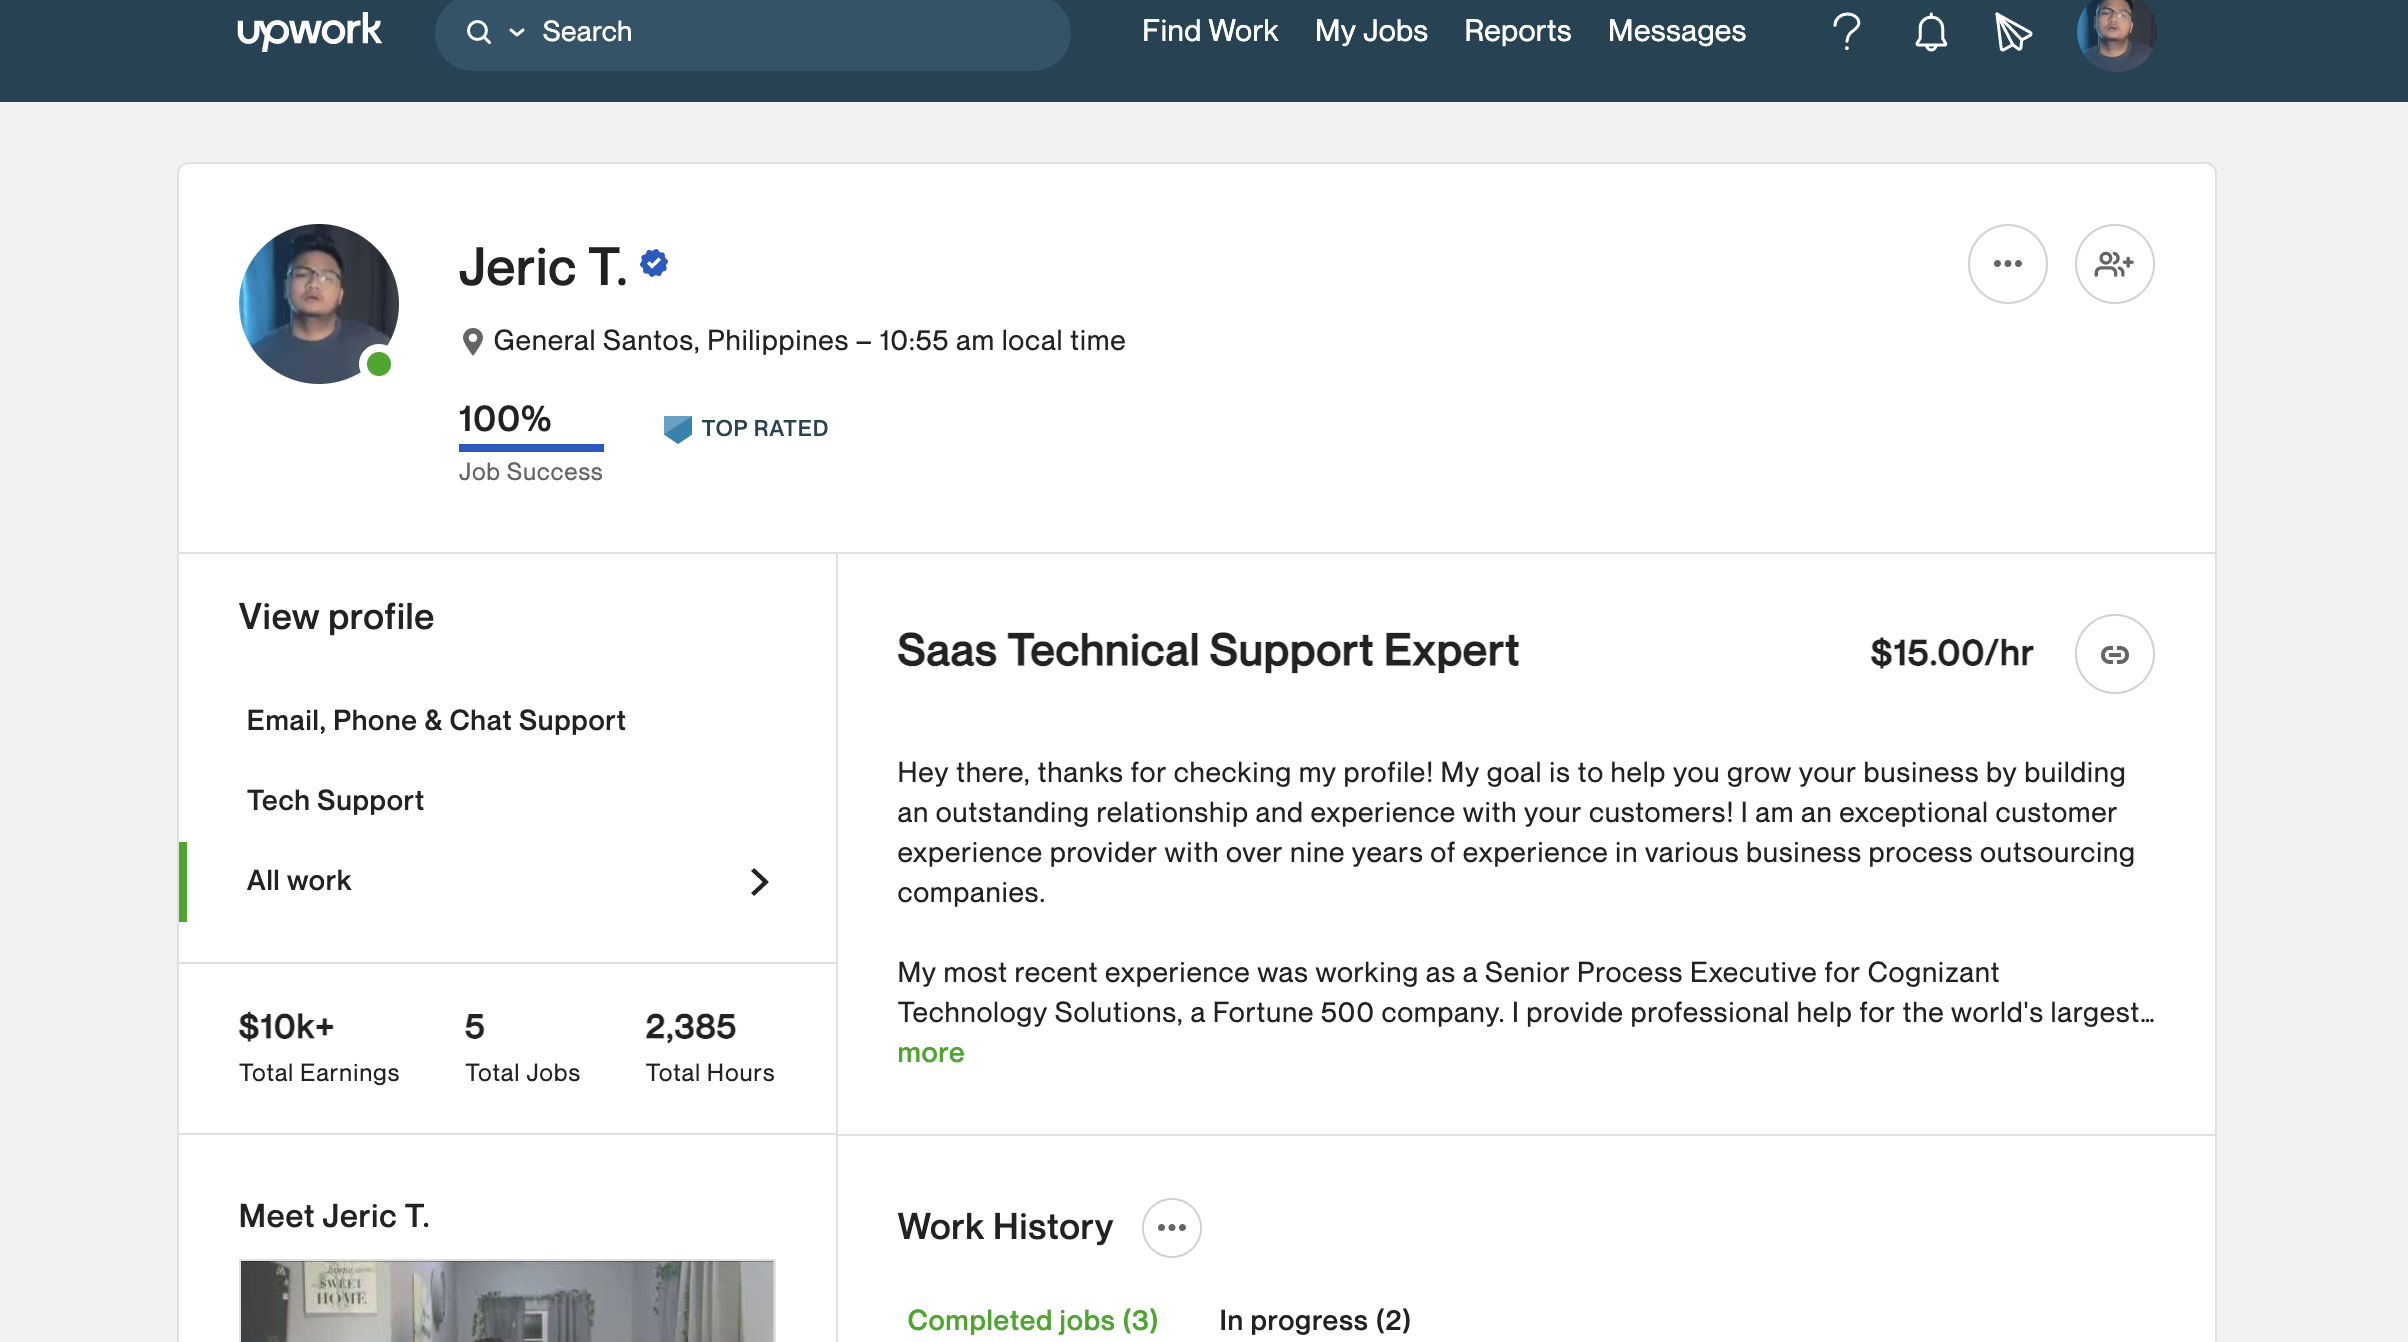 upwork
Search
Find Work
My Jobs
Reports
Messages
Jeric T.
General Santos, Philippines – 10:55 am local time
100%
Job Success
TOP RATED
View profile
Email, Phone & Chat Support
Tech Support
All work
$10k+
Total Earnings
5
Total Jobs
2,385
Total Hours
Meet Jeric T.
SWEET
HOME
Saas Technical Support Expert
$15.00/hr
Hey there, thanks for checking my profile! My goal is to help you grow your business by building
an outstanding relationship and experience with your customers! I am an exceptional customer
experience provider with over nine years of experience in various business process outsourcing
companies.
My most recent experience was working as a Senior Process Executive for Cognizant
Technology Solutions, a Fortune 500 company. I provide professional help for the world's largest…
more
Work History
Completed jobs (3)
In progress (2)